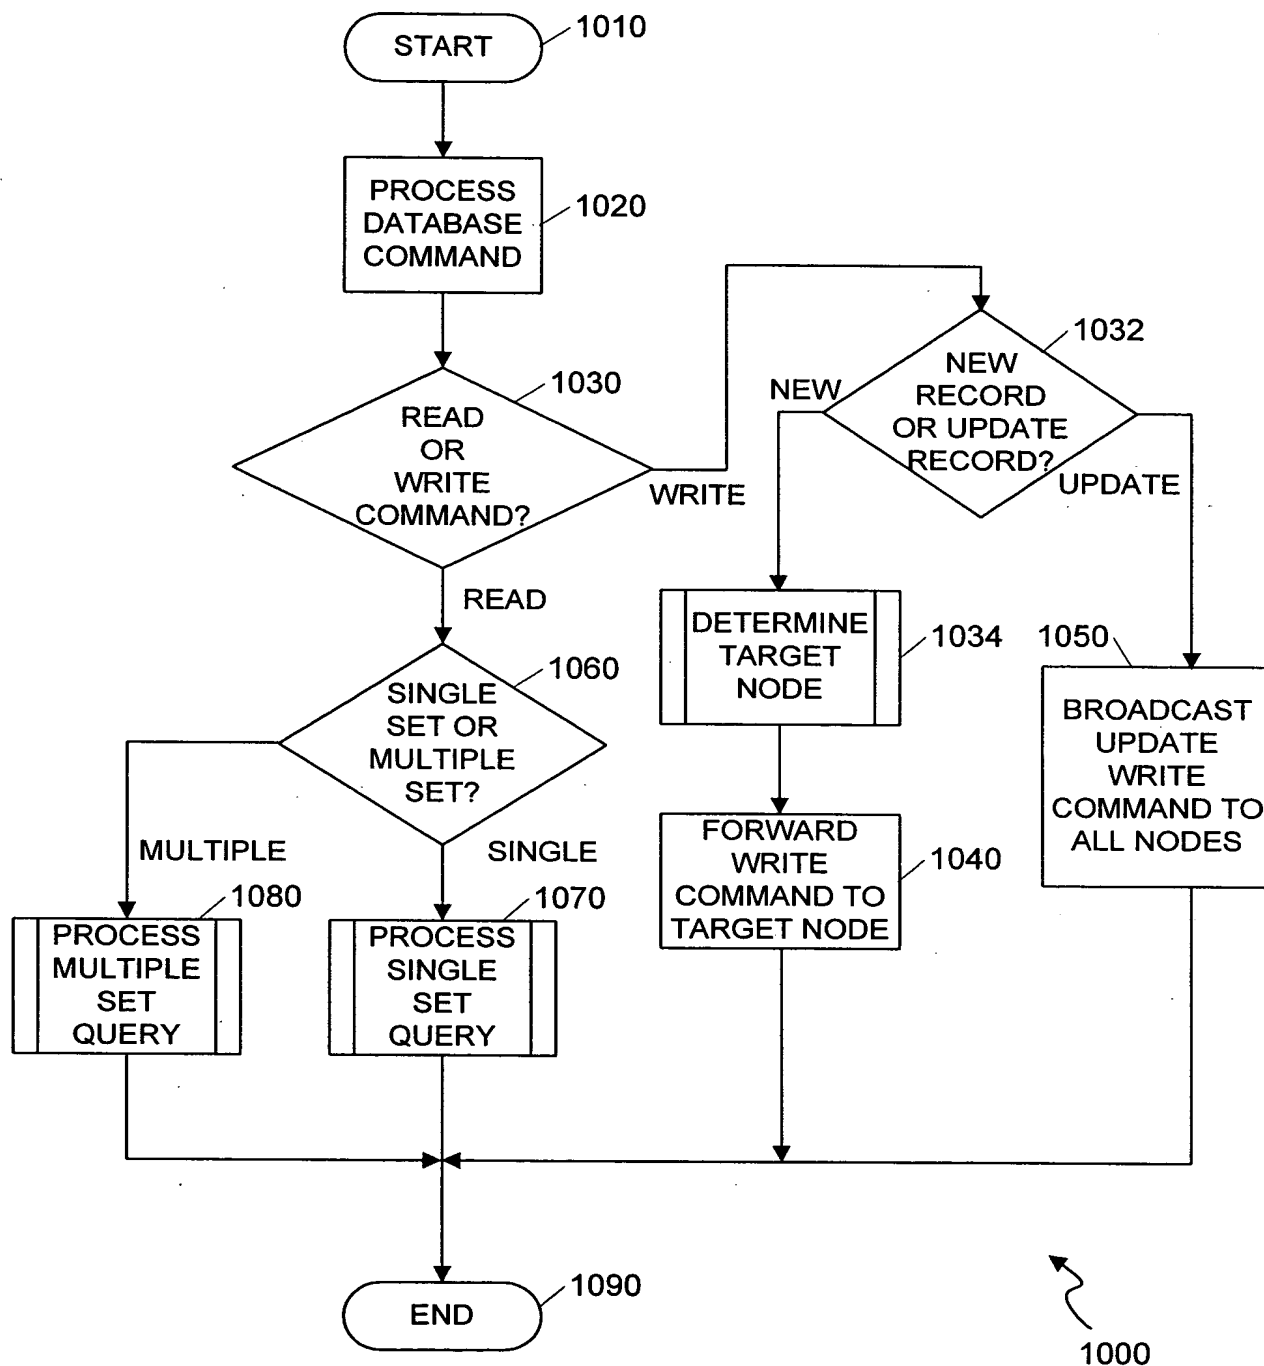 START
1010
PROCESS
DATABASE
COMMAND
1020
READ
OR
WRITE
COMMAND?
1030
WRITE
READ
NEW
RECORD
OR UPDATE
RECORD?
1032
NEW
UPDATE
DETERMINE
TARGET
NODE
1034
FORWARD
WRITE
COMMAND TO
TARGET NODE
1040
1050
BROADCAST
UPDATE
WRITE
COMMAND TO
ALL NODES
SINGLE
SET OR
MULTIPLE
SET?
1060
MULTIPLE
SINGLE
1080
PROCESS
MULTIPLE
SET
QUERY
1070
PROCESS
SINGLE
SET
QUERY
END
1090
1000